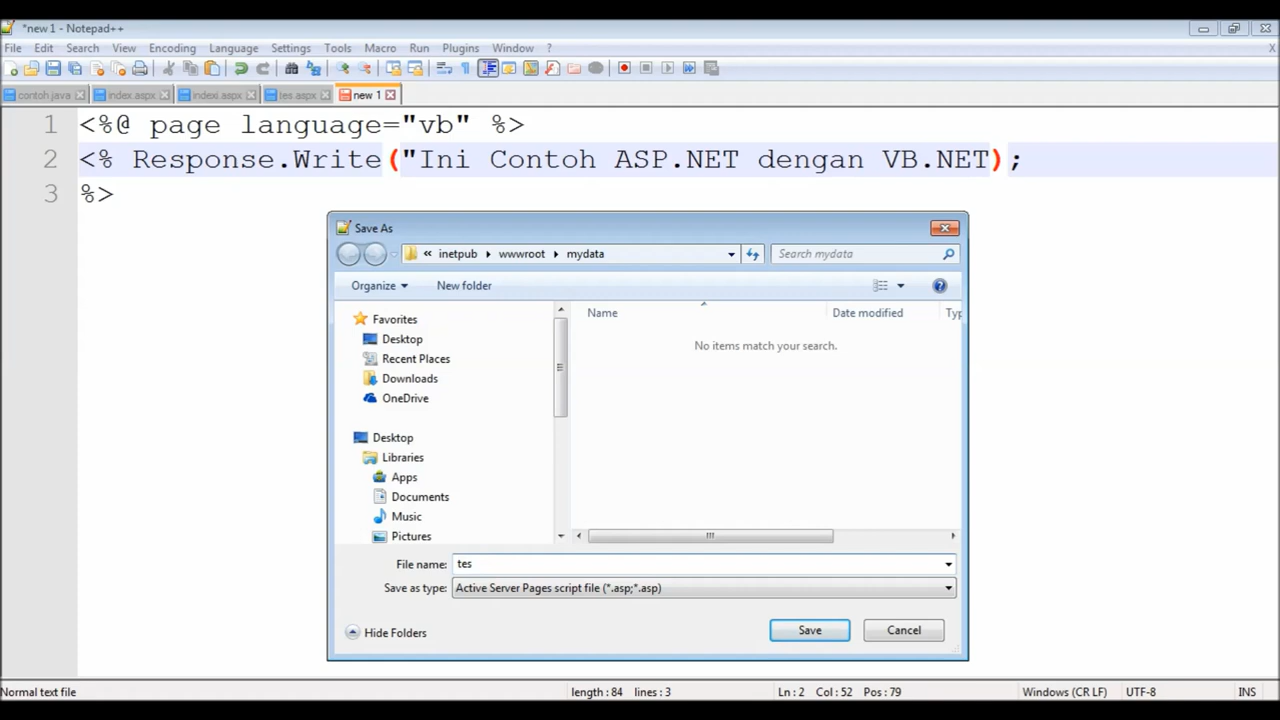 *new 1 - Notepad++
File Edit Search View Encoding Language Settings Tools Macro Run Plugins Window ? X
contoh java index.aspx indexi.aspx tes.aspx new 1
1 <%@ page language="vb" %>
2 <% Response.Write("Ini Contoh ASP.NET dengan VB.NET);
3 %>
Save As
« inetpub wwwroot mydata Search mydata
Organize New folder
Name Date modified Typ
Favorites
No items match your search.
Desktop
Recent Places
Downloads
OneDrive
Desktop
Libraries
Apps
Documents
Music
Pictures
File name: tes
Save as type: Active Server Pages script file (*.asp;*.asp)
Hide Folders Save Cancel
Normal text file length : 84 lines : 3 Ln : 2 Col : 52 Pos : 79 Windows (CR LF) UTF-8 INS